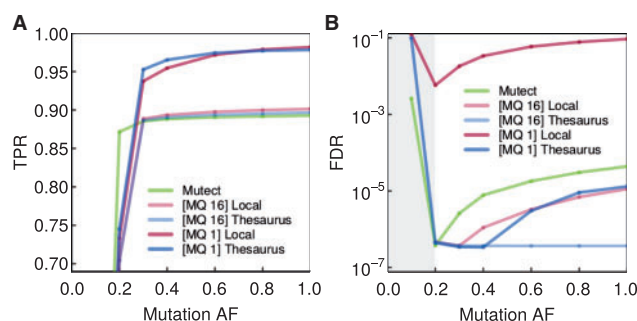 A
TPR
1.00
0.95
0.90
0.85
0.80
0.75
0.70
Mutect
[MQ 16] Local
[MQ 16] Thesaurus
[MQ 1] Local
[MQ 1] Thesaurus
0.0 0.2 0.4 0.6 0.8 1.0
Mutation AF
B
FDR
10⁻¹
10⁻³
10⁻⁵
10⁻⁷
Mutect
[MQ 16] Local
[MQ 16] Thesaurus
[MQ 1] Local
[MQ 1] Thesaurus
0.0 0.2 0.4 0.6 0.8 1.0
Mutation AF